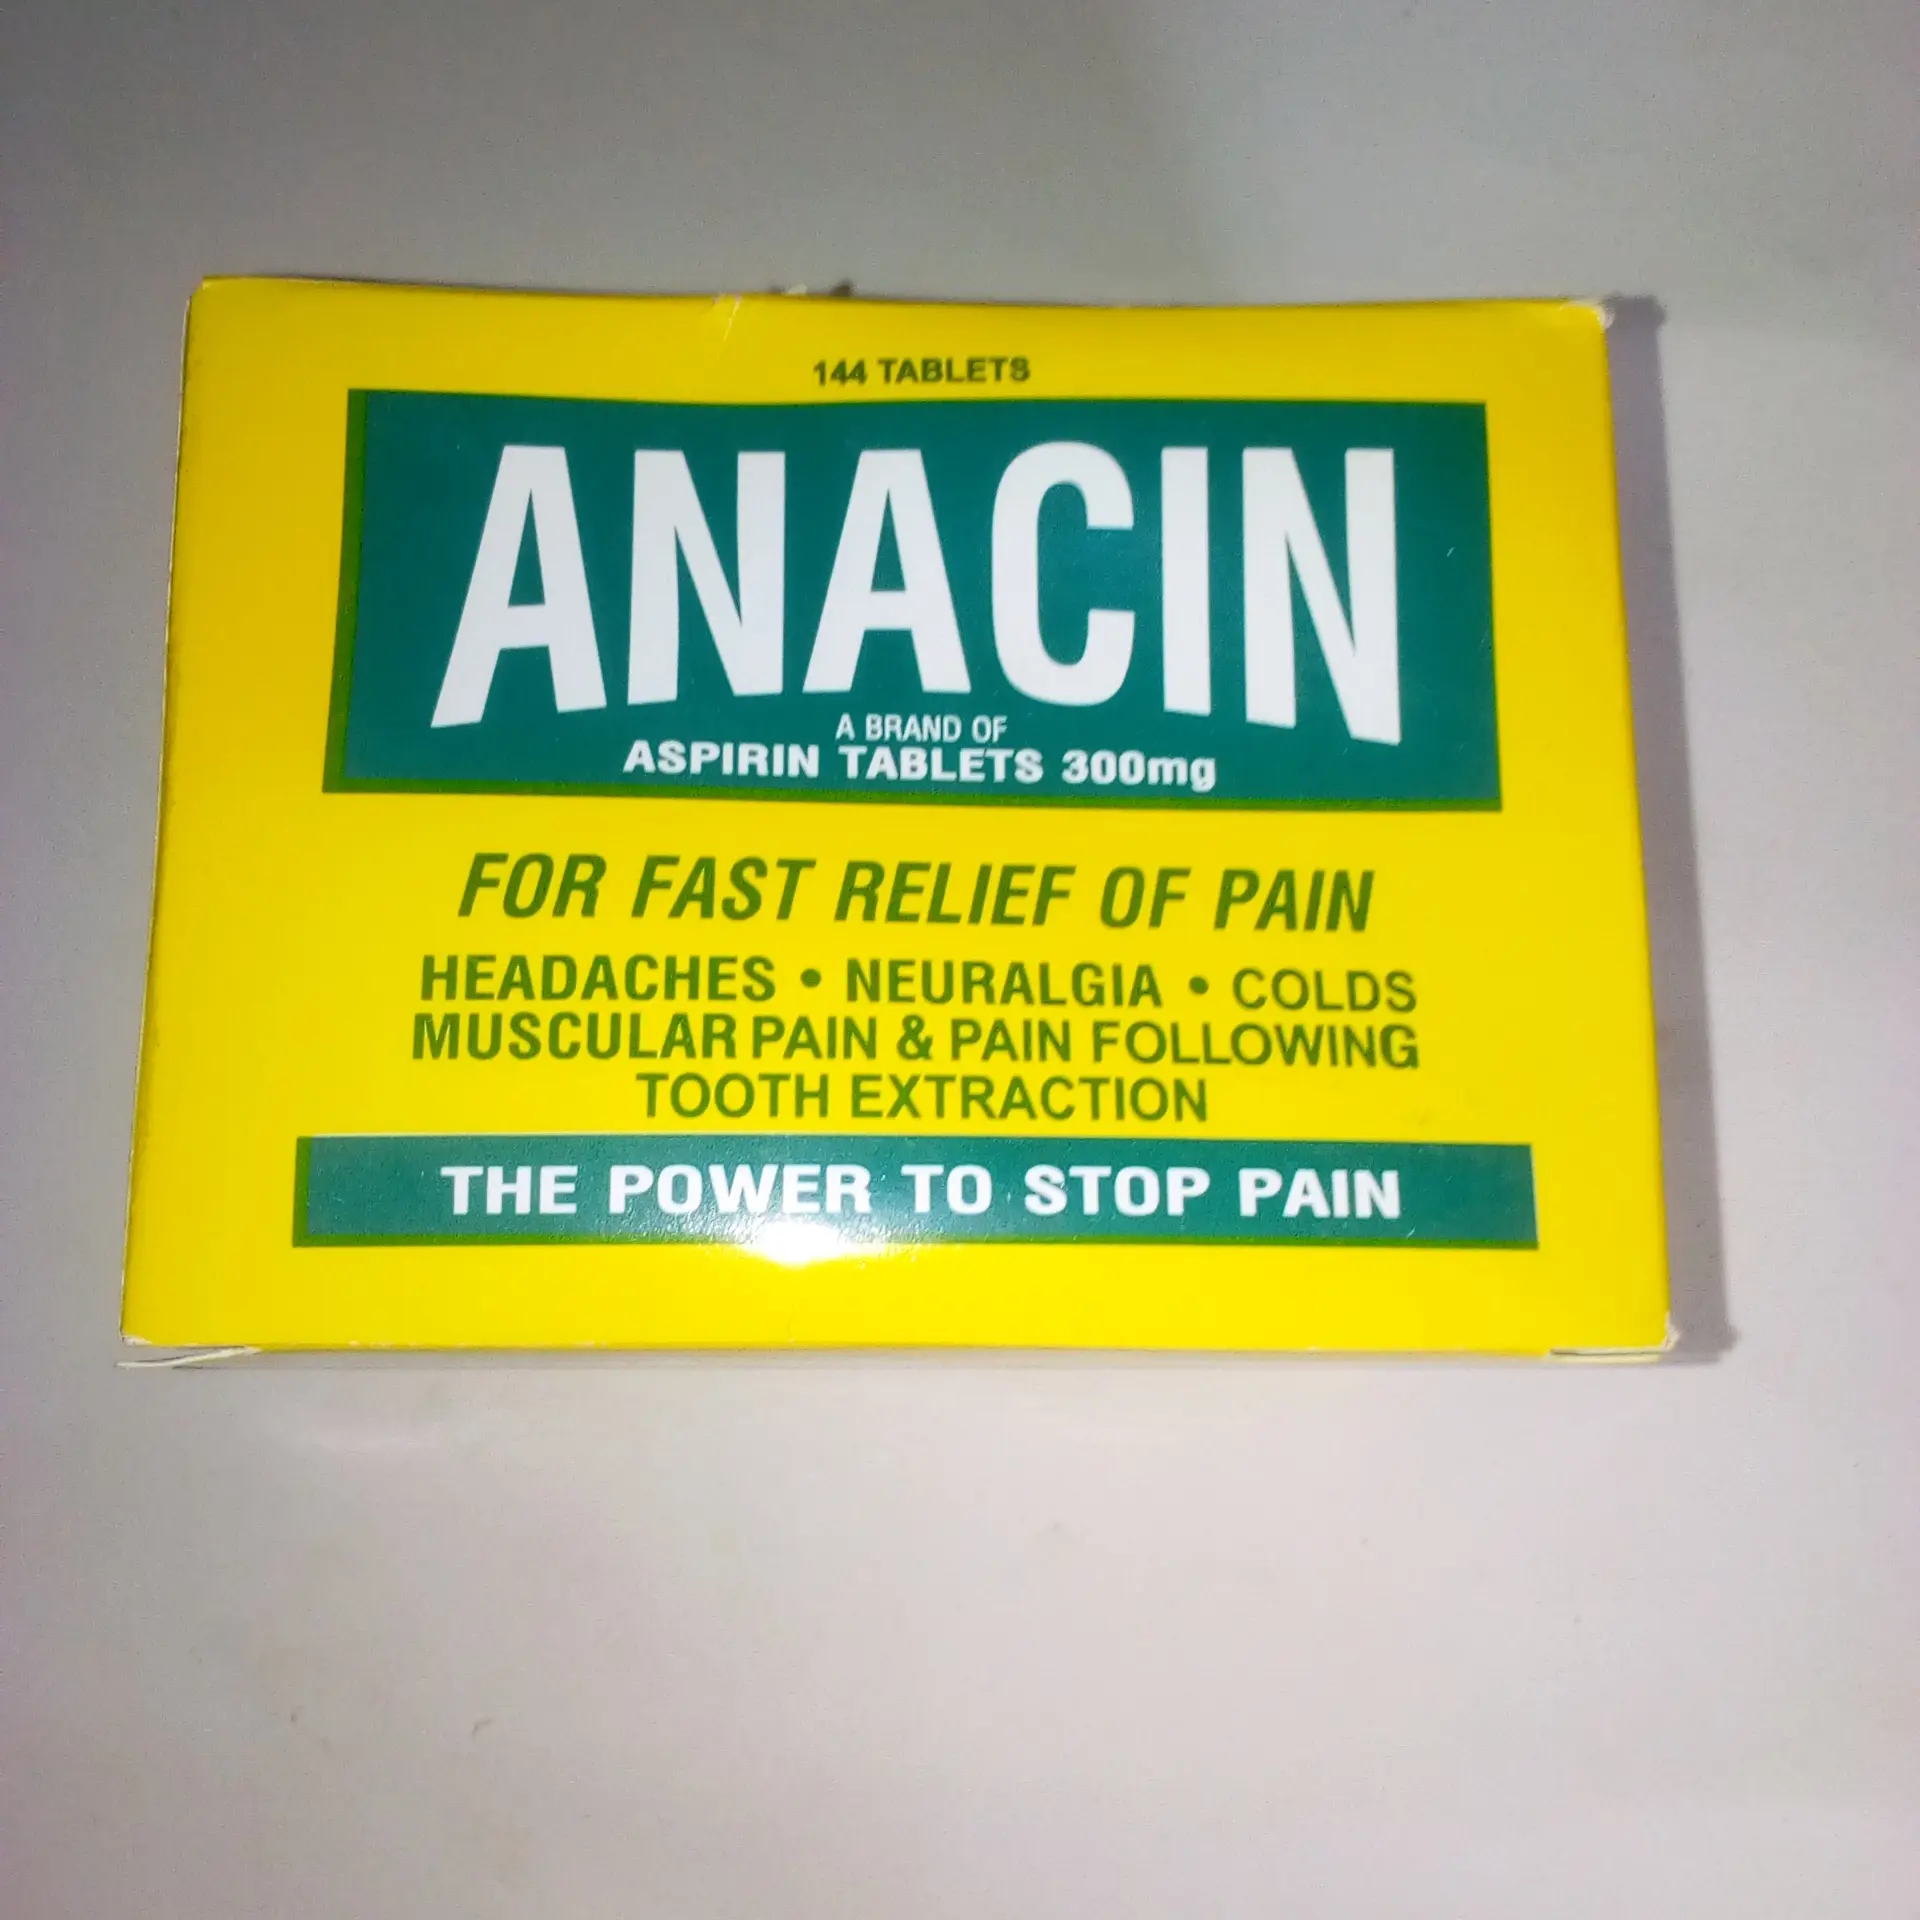 144 TABLETS
ANACIN
A BRAND OF
ASPIRIN TABLETS 300mg
FOR FAST RELIEF OF PAIN
HEADACHES • NEURALGIA • COLDS
MUSCULAR PAIN & PAIN FOLLOWING
TOOTH EXTRACTION
THE POWER TO STOP PAIN